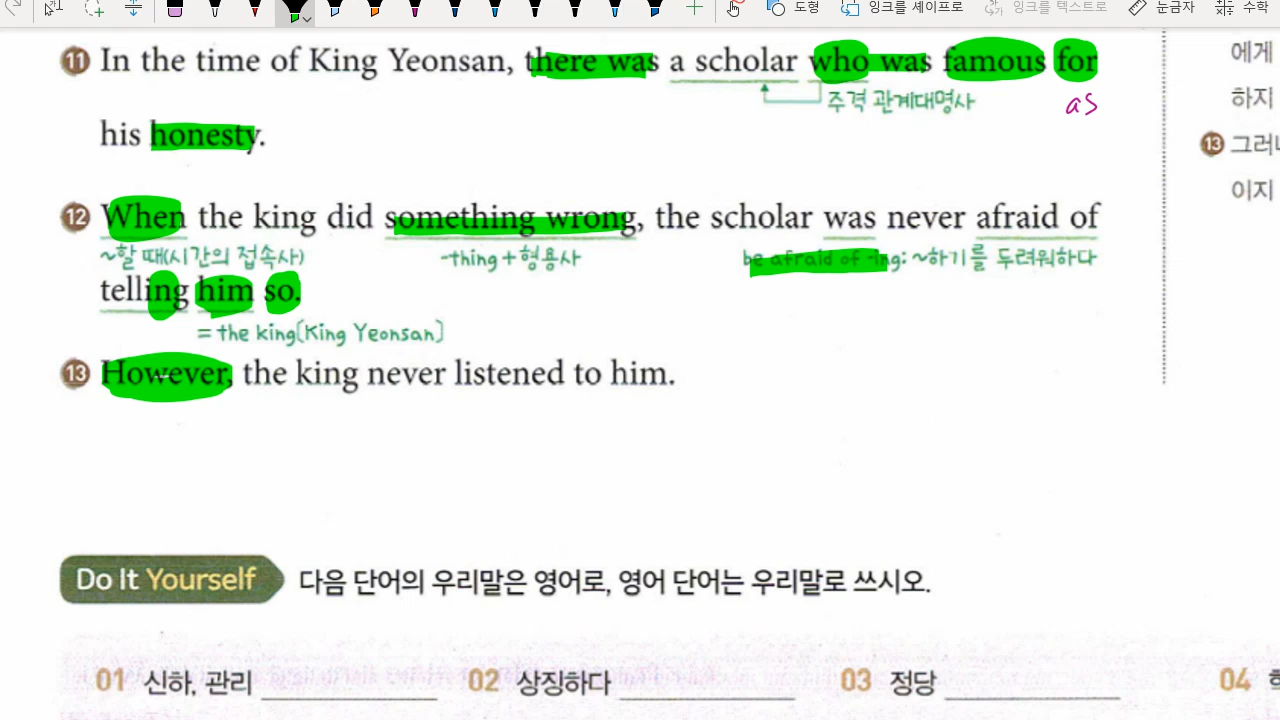 도형 잉크를 셰이프로 잉크를 텍스트로 눈금자 수학
11 In the time of King Yeonsan, there was a scholar who was famous for
주격 관계대명사 as
his honesty.
12 When the king did something wrong, the scholar was never afraid of
~할 때(시간의 접속사) -thing + 형용사 be afraid of -ing: ~하기를 두려워하다
telling him so.
= the king(King Yeonsan)
13 However, the king never listened to him.
에게
하지
13 그러나
이지
Do It Yourself 다음 단어의 우리말은 영어로, 영어 단어는 우리말로 쓰시오.
01 신하, 관리 02 상징하다 03 정당 04